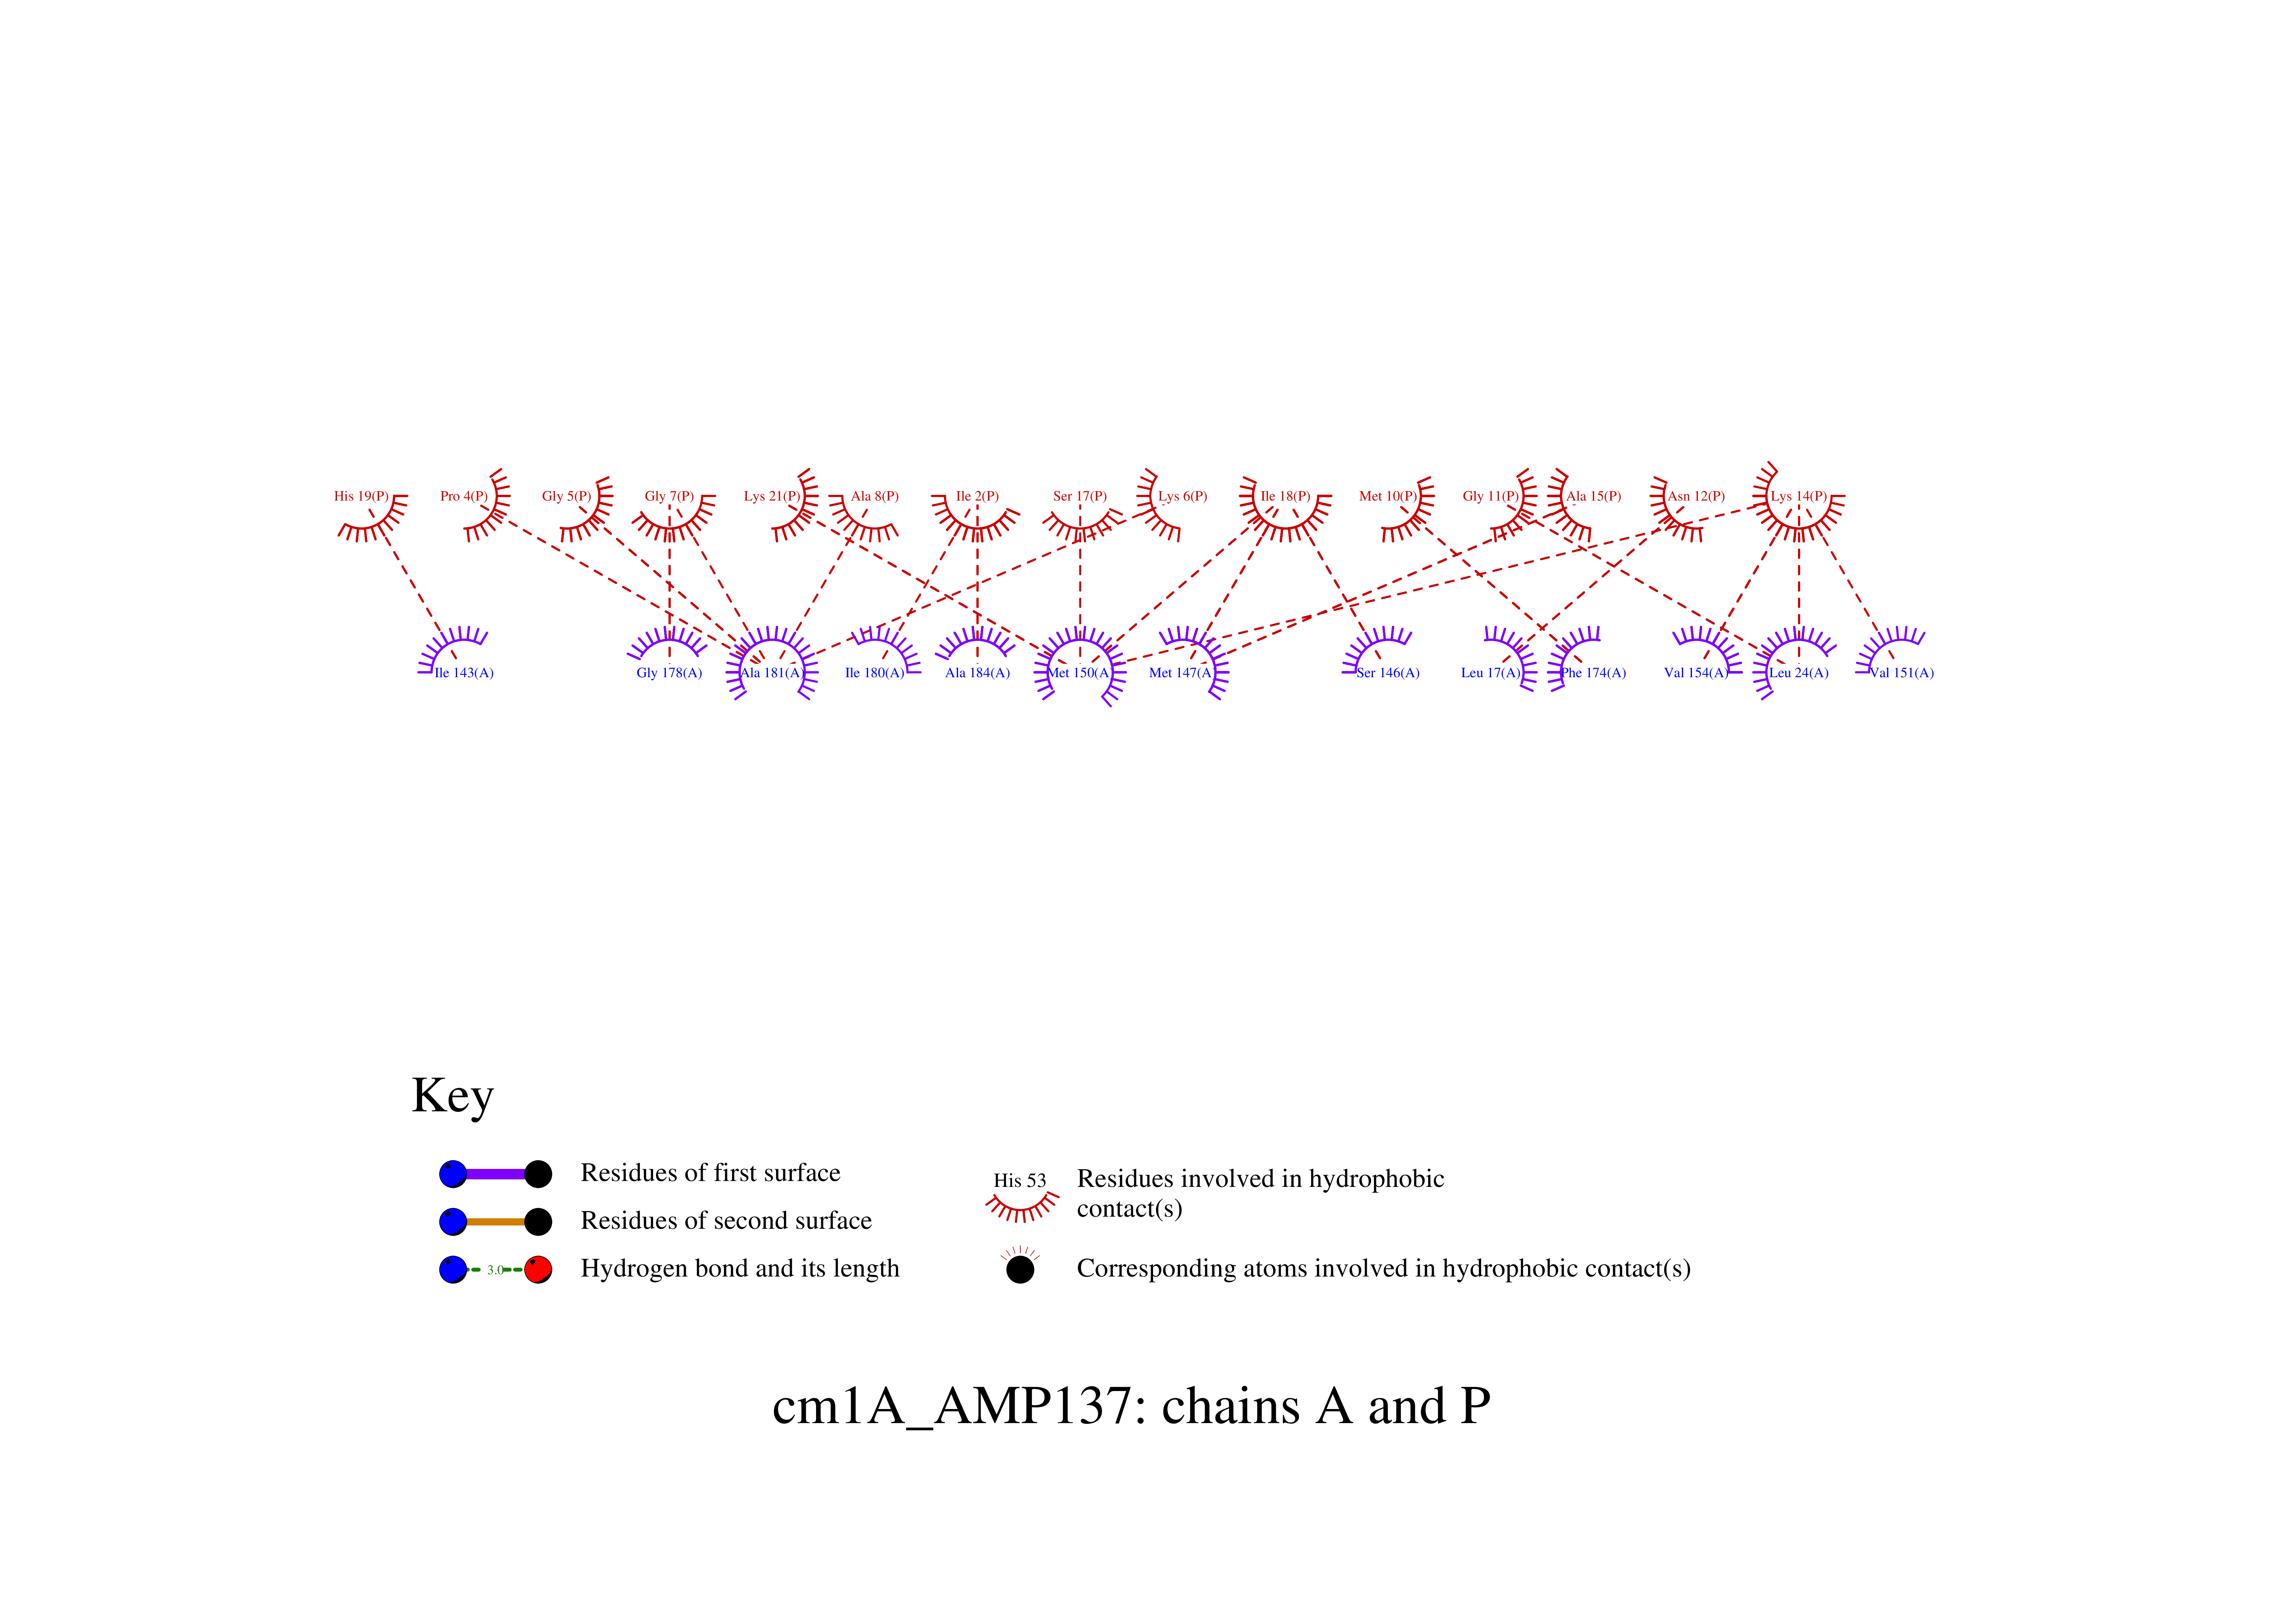 His 19(P) Pro 4(P) Gly 5(P) Gly 7(P) Lys 21(P) Ala 8(P) Ile 2(P) Ser 17(P) Lys 6(P) Ile 18(P) Met 10(P) Gly 11(P) Ala 15(P) Asn 12(P) Lys 14(P)
Ile 143(A) Gly 178(A) Ala 181(A) Ile 180(A) Ala 184(A) Met 150(A) Met 147(A) Ser 146(A) Leu 17(A) Phe 174(A) Val 154(A) Leu 24(A) Val 151(A)
Key
Residues of first surface
Residues of second surface
3.0 Hydrogen bond and its length
His 53 Residues involved in hydrophobic
contact(s)
Corresponding atoms involved in hydrophobic contact(s)
cm1A_AMP137: chains A and P